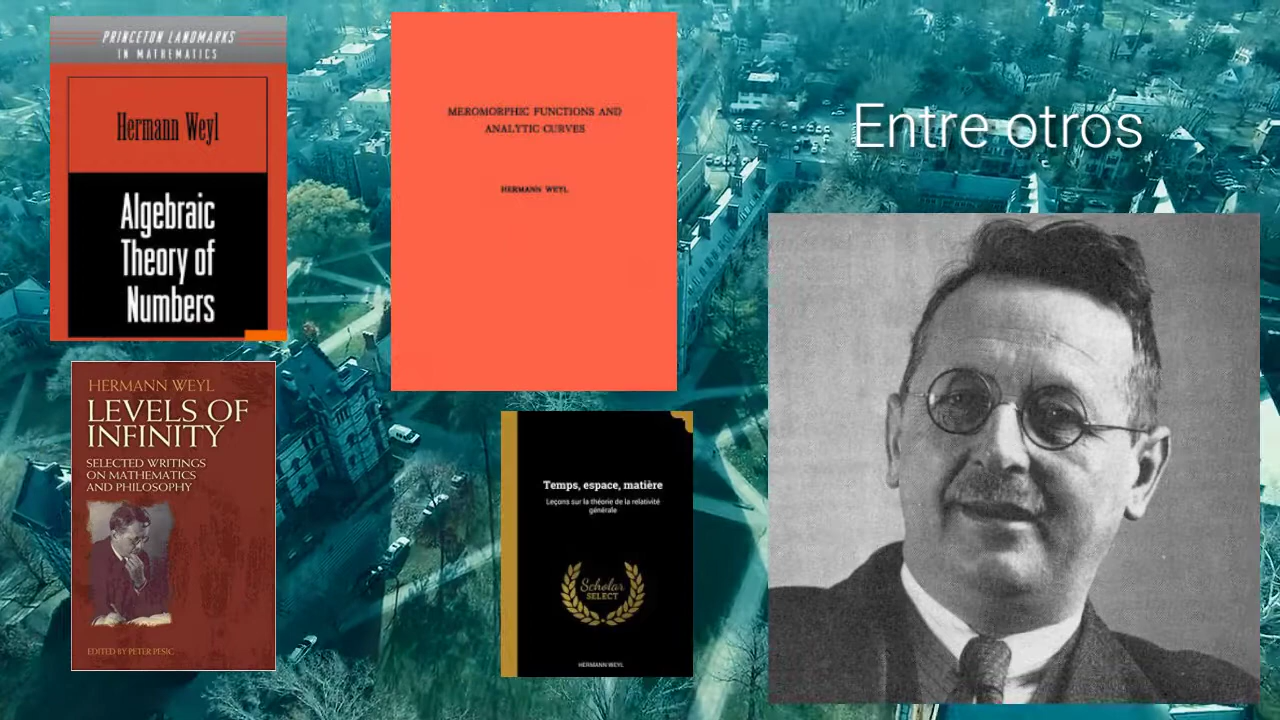 PRINCETON LANDMARKS
IN MATHEMATICS
Hermann Weyl
Algebraic
Theory of
Numbers
MEROMORPHIC FUNCTIONS AND
ANALYTIC CURVES
HERMANN WEYL
Entre otros
HERMANN WEYL
LEVELS OF
INFINITY
SELECTED WRITINGS
ON MATHEMATICS
AND PHILOSOPHY
EDITED BY PETER PESIC
Temps, espace, matière
Leçons sur la théorie de la relativité
générale
Scholar
SELECT
HERMANN WEYL